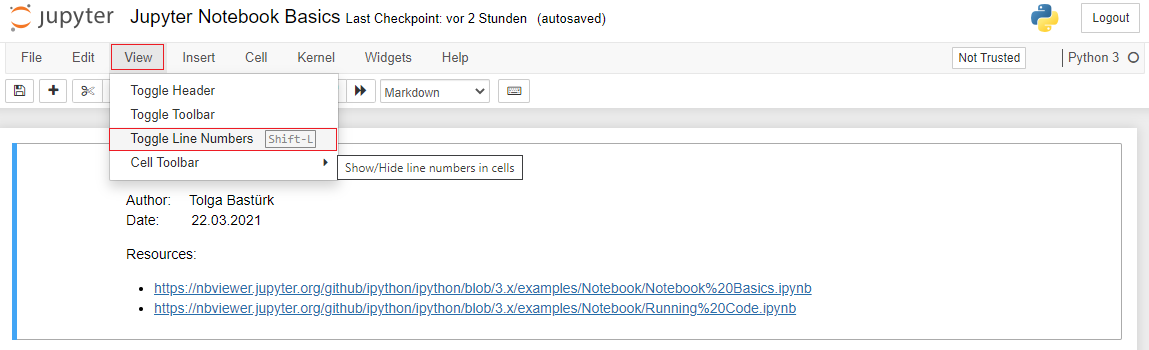 jupyter Jupyter Notebook Basics Last Checkpoint: vor 2 Stunden (autosaved) Logout
File Edit View Insert Cell Kernel Widgets Help Not Trusted Python 3
Markdown
Toggle Header
Toggle Toolbar
Toggle Line Numbers Shift-L
Cell Toolbar
Show/Hide line numbers in cells
Author: Tolga Bastürk
Date: 22.03.2021
Resources:
https://nbviewer.jupyter.org/github/ipython/ipython/blob/3.x/examples/Notebook/Notebook%20Basics.ipynb
https://nbviewer.jupyter.org/github/ipython/ipython/blob/3.x/examples/Notebook/Running%20Code.ipynb